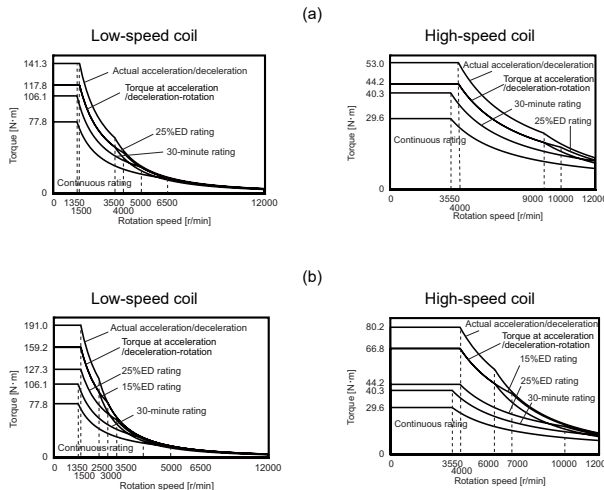 (a)
Low-speed coil
Torque [N·m]
141.3
117.8
106.1
77.8
0
Actual acceleration/deceleration
Torque at acceleration
/deceleration-rotation
25%ED rating
30-minute rating
Continuous rating
0 1350 3500 5000 6500 12000
1500 4000
Rotation speed [r/min]
High-speed coil
Torque [N·m]
53.0
44.2
40.3
29.6
0
Actual acceleration/deceleration
Torque at acceleration
/deceleration-rotation
30-minute rating
25%ED rating
Continuous rating
0 3550 9000 10000 12000
4000
Rotation speed [r/min]
(b)
Low-speed coil
Torque [N·m]
191.0
159.2
127.3
106.1
77.8
0
Actual acceleration/deceleration
Torque at acceleration
/deceleration-rotation
25%ED rating
15%ED rating
30-minute rating
Continuous rating
0 1350 2500 3500 5000 12000
1500 3000
Rotation speed [r/min]
High-speed coil
Torque [N·m]
80.2
66.8
44.2
40.3
29.6
0
Actual acceleration/deceleration
Torque at acceleration
/deceleration-rotation
15%ED rating
25%ED rating
30-minute rating
Continuous rating
0 3550 6000 7000 10000 12000
4000
Rotation speed [r/min]